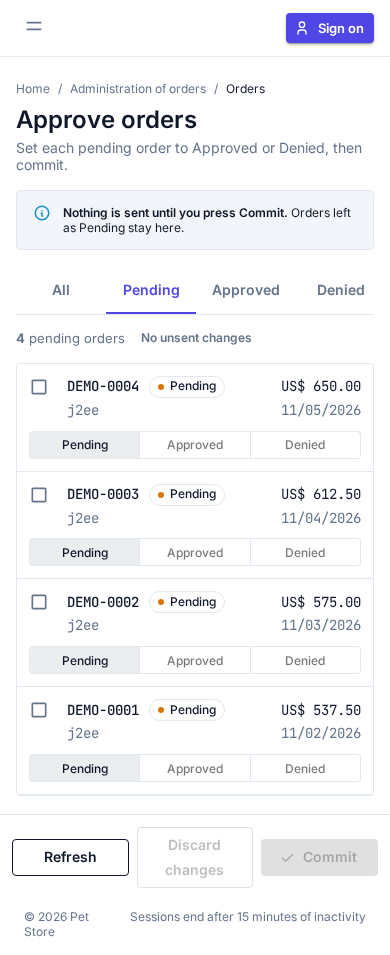 Sign on
Home / Administration of orders / Orders
Approve orders
Set each pending order to Approved or Denied, then
commit.
Nothing is sent until you press Commit. Orders left
as Pending stay here.
All Pending Approved Denied
4 pending orders No unsent changes
DEMO-0004 Pending US$ 650.00
j2ee 11/05/2026
Pending Approved Denied
DEMO-0003 Pending US$ 612.50
j2ee 11/04/2026
Pending Approved Denied
DEMO-0002 Pending US$ 575.00
j2ee 11/03/2026
Pending Approved Denied
DEMO-0001 Pending US$ 537.50
j2ee 11/02/2026
Pending Approved Denied
Refresh
Discard
changes
Commit
© 2026 Pet
Store
Sessions end after 15 minutes of inactivity